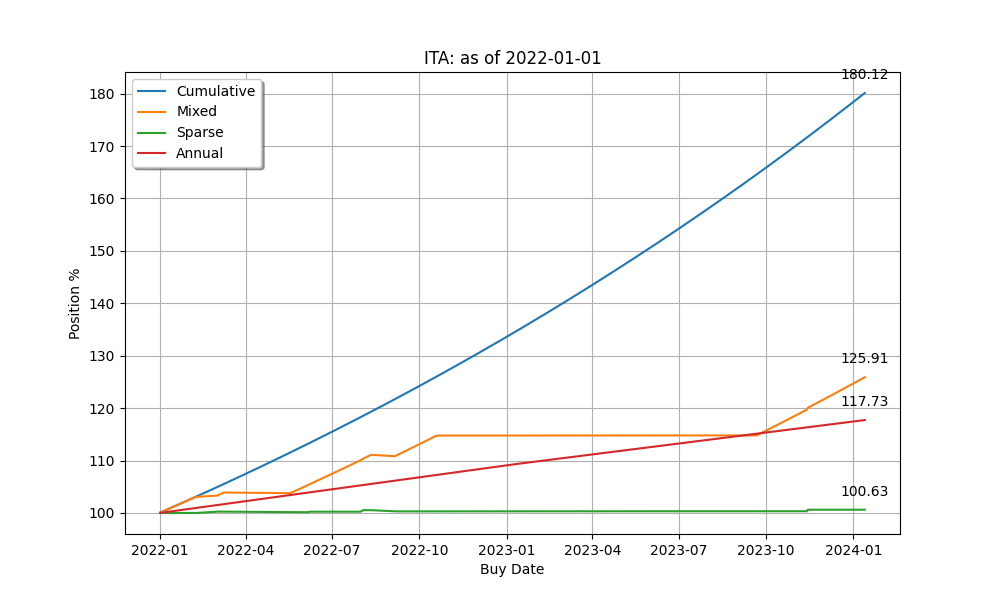 ITA: as of 2022-01-01
180.12
Cumulative
Mixed
Sparse
Annual
180
170
160
150
140
130
120
110
100
125.91
117.73
100.63
Position %
2022-01 2022-04 2022-07 2022-10 2023-01 2023-04 2023-07 2023-10 2024-01
Buy Date